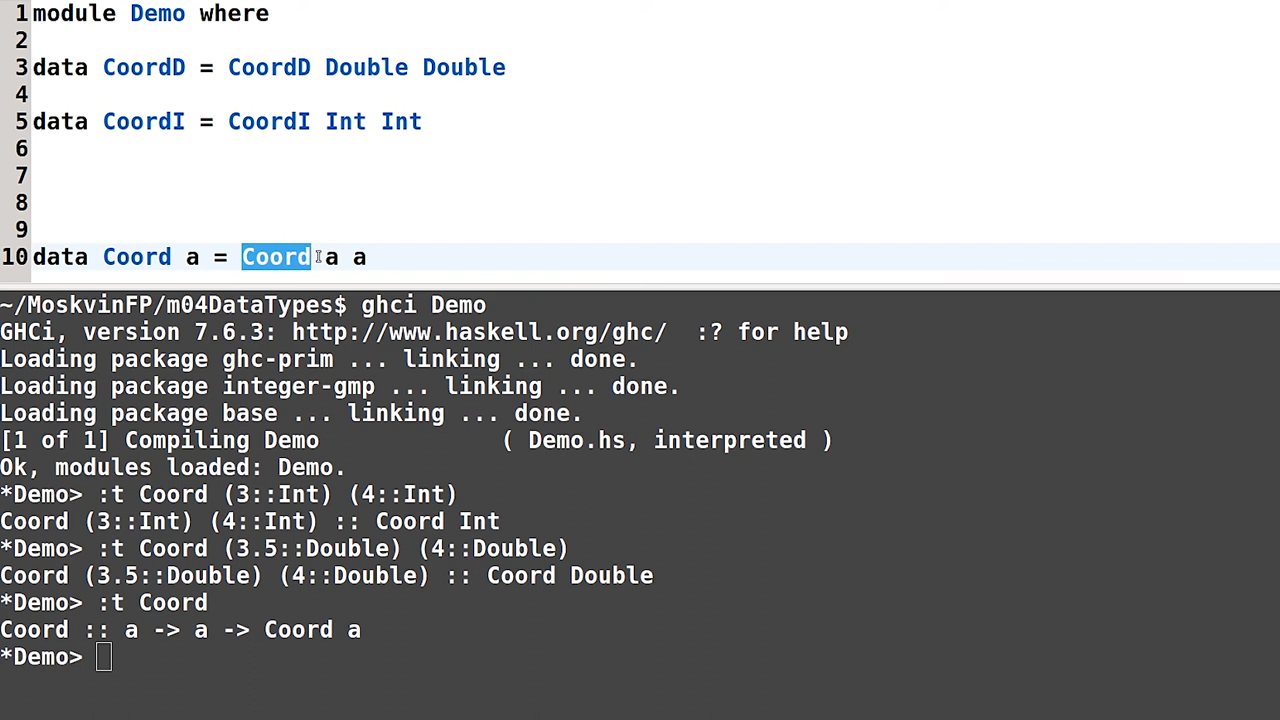 1 module Demo where
2
3 data CoordD = CoordD Double Double
4
5 data CoordI = CoordI Int Int
6
7
8
9
10 data Coord a = Coord a a
~/MoskvinFP/m04DataTypes$ ghci Demo
GHCi, version 7.6.3: http://www.haskell.org/ghc/  :? for help
Loading package ghc-prim ... linking ... done.
Loading package integer-gmp ... linking ... done.
Loading package base ... linking ... done.
[1 of 1] Compiling Demo             ( Demo.hs, interpreted )
Ok, modules loaded: Demo.
*Demo> :t Coord (3::Int) (4::Int)
Coord (3::Int) (4::Int) :: Coord Int
*Demo> :t Coord (3.5::Double) (4::Double)
Coord (3.5::Double) (4::Double) :: Coord Double
*Demo> :t Coord
Coord :: a -> a -> Coord a
*Demo>